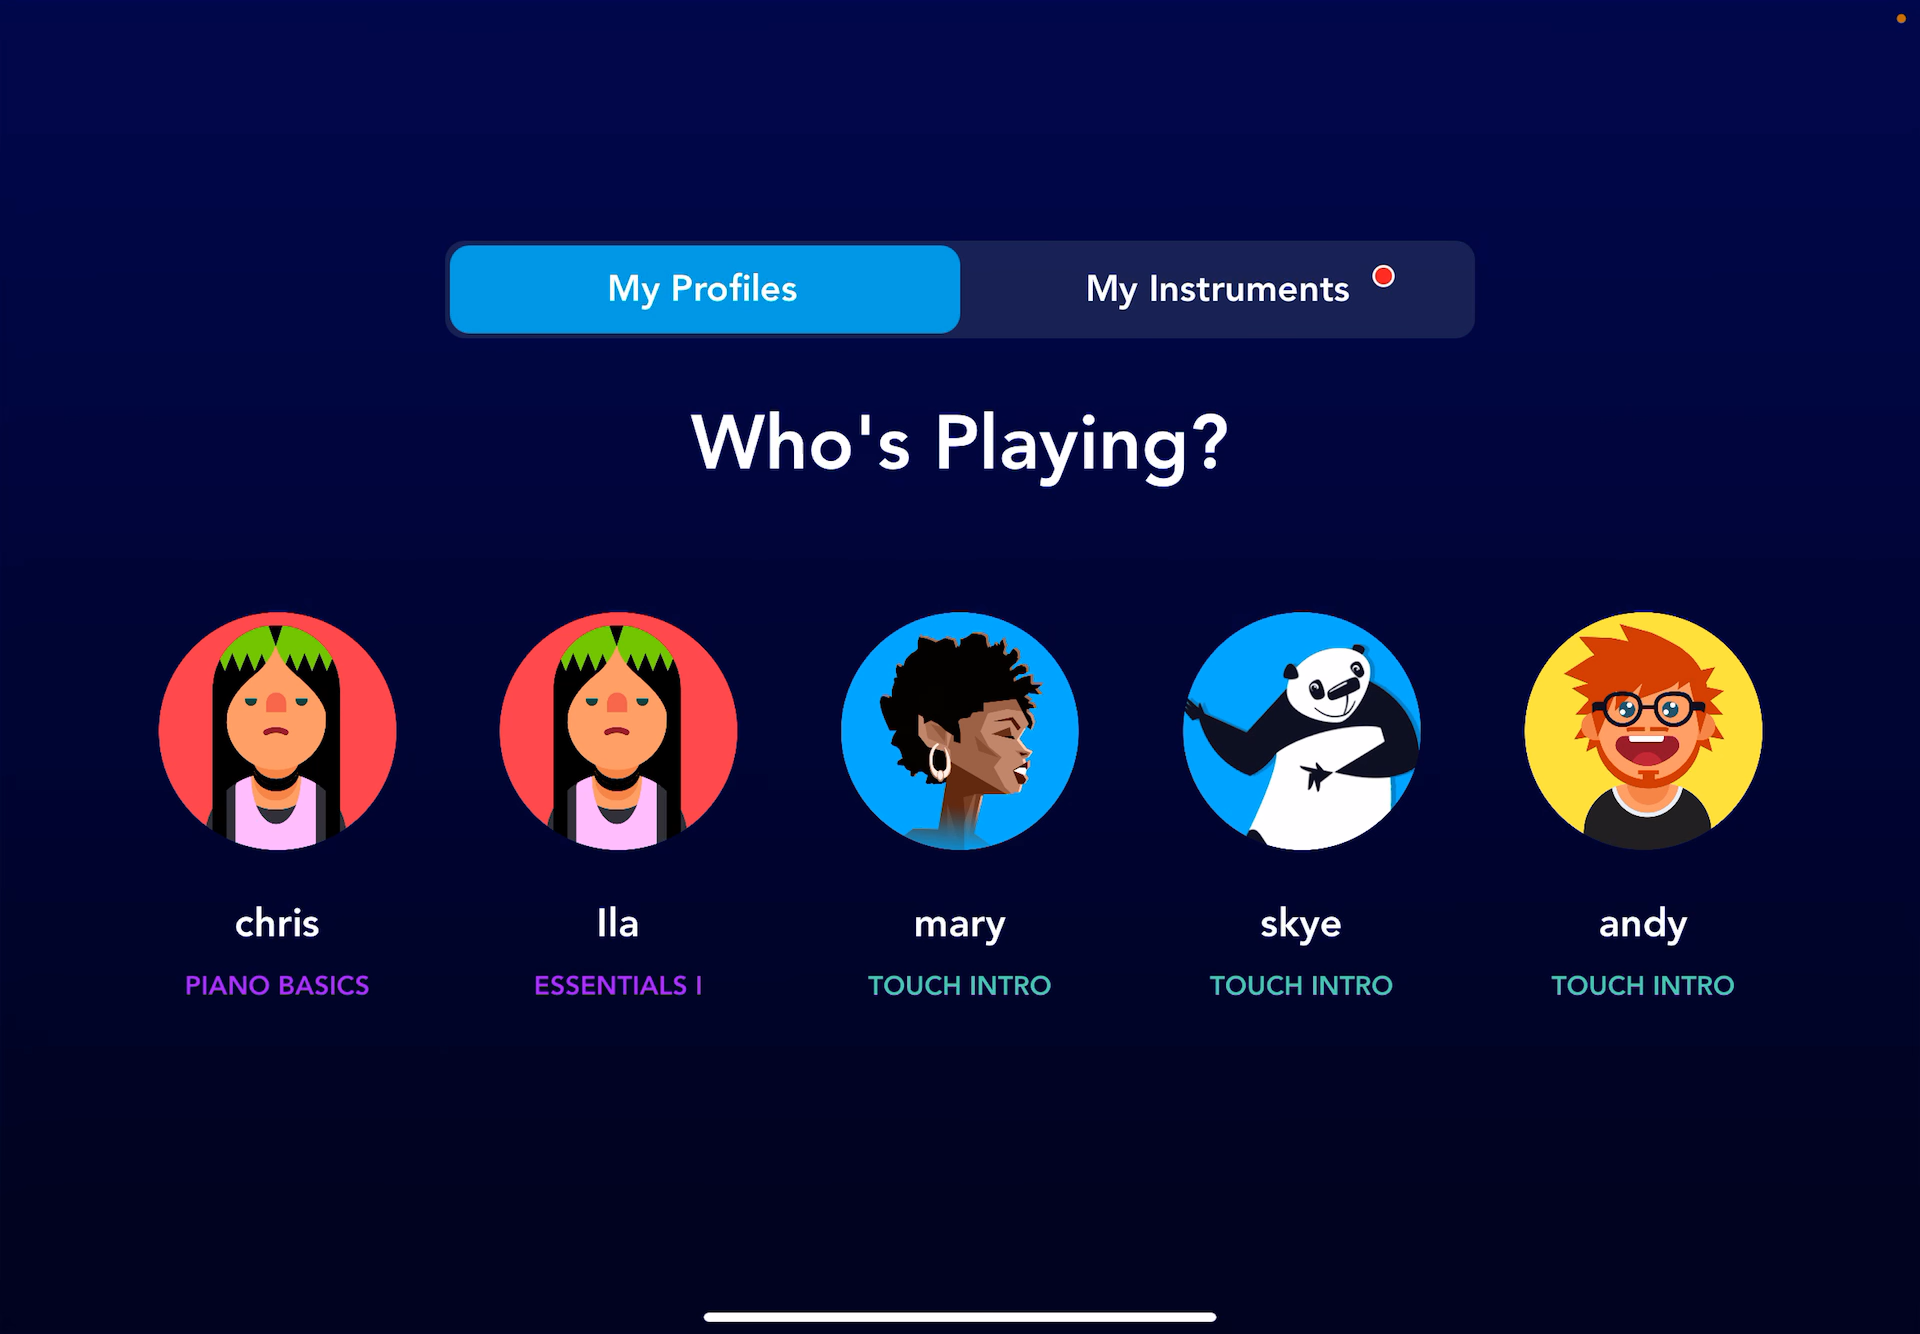 My Profiles
My Instruments
Who's Playing?
chris
Ila
mary
skye
andy
PIANO BASICS
ESSENTIALS I
TOUCH INTRO
TOUCH INTRO
TOUCH INTRO